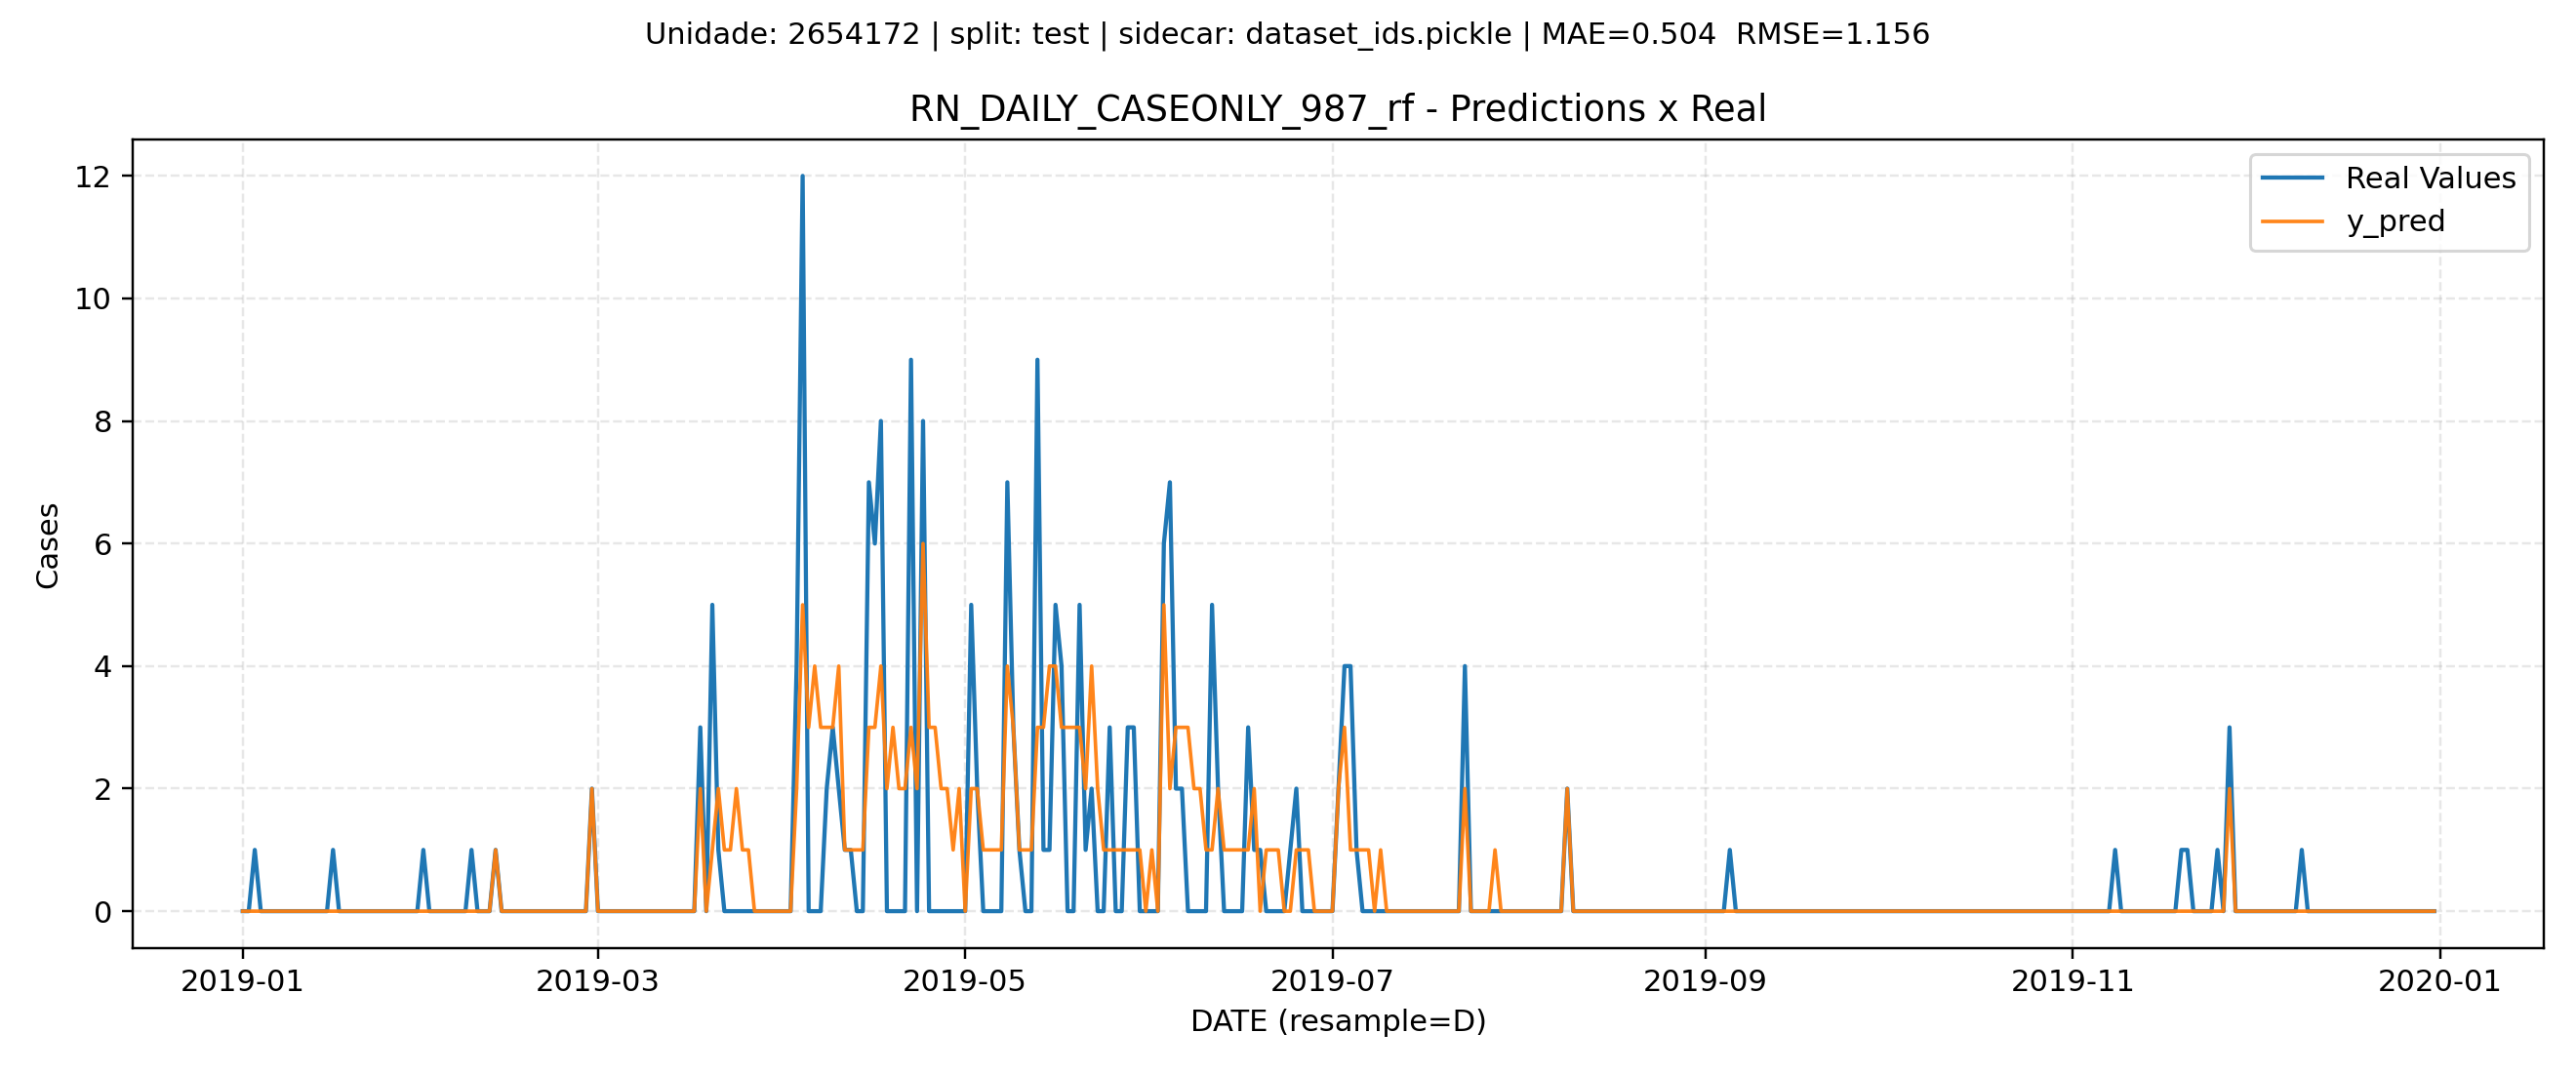 Unidade: 2654172 | split: test | sidecar: dataset_ids.pickle | MAE=0.504  RMSE=1.156
RN_DAILY_CASEONLY_987_rf - Predictions x Real
Real Values
y_pred
12
10
8
6
4
2
0
Cases
2019-01 2019-03 2019-05 2019-07 2019-09 2019-11 2020-01
DATE (resample=D)